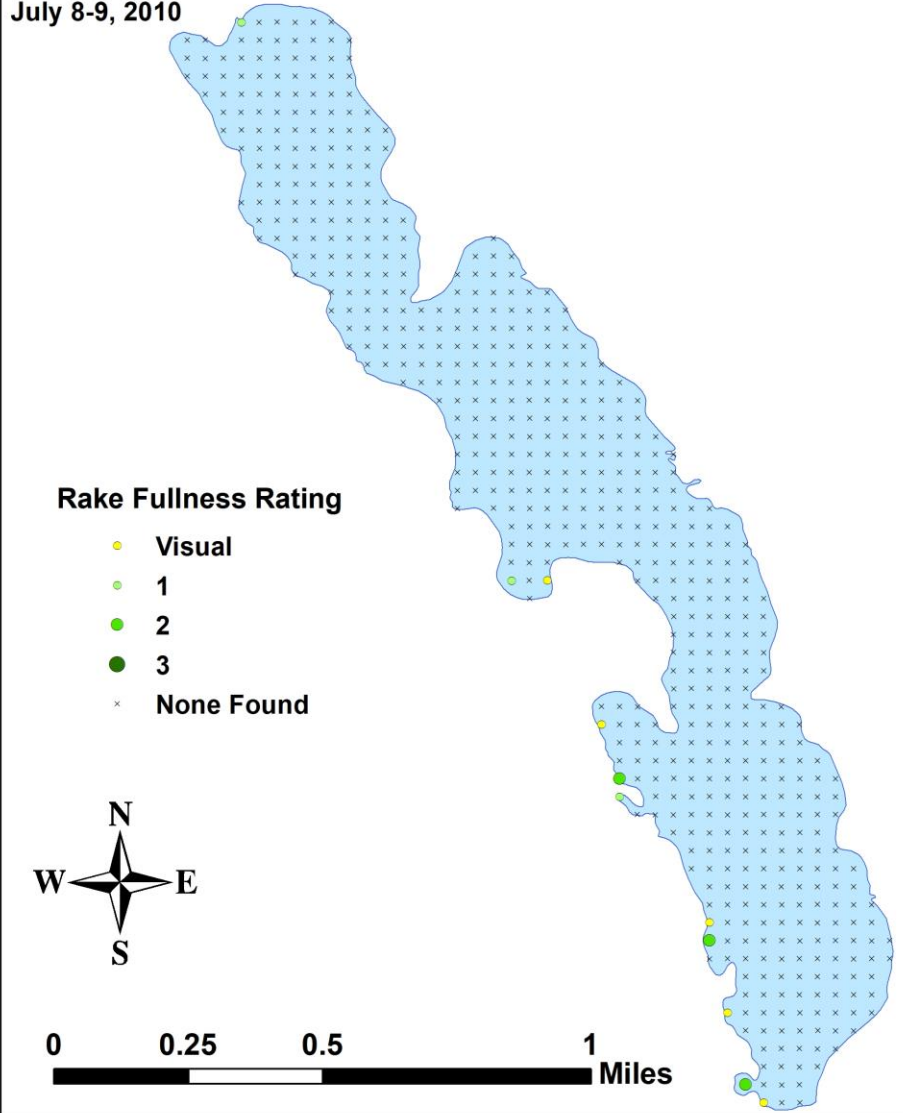 July 8-9, 2010
Rake Fullness Rating
Visual
1
2
3
None Found
N
W E
S
0 0.25 0.5 1
Miles